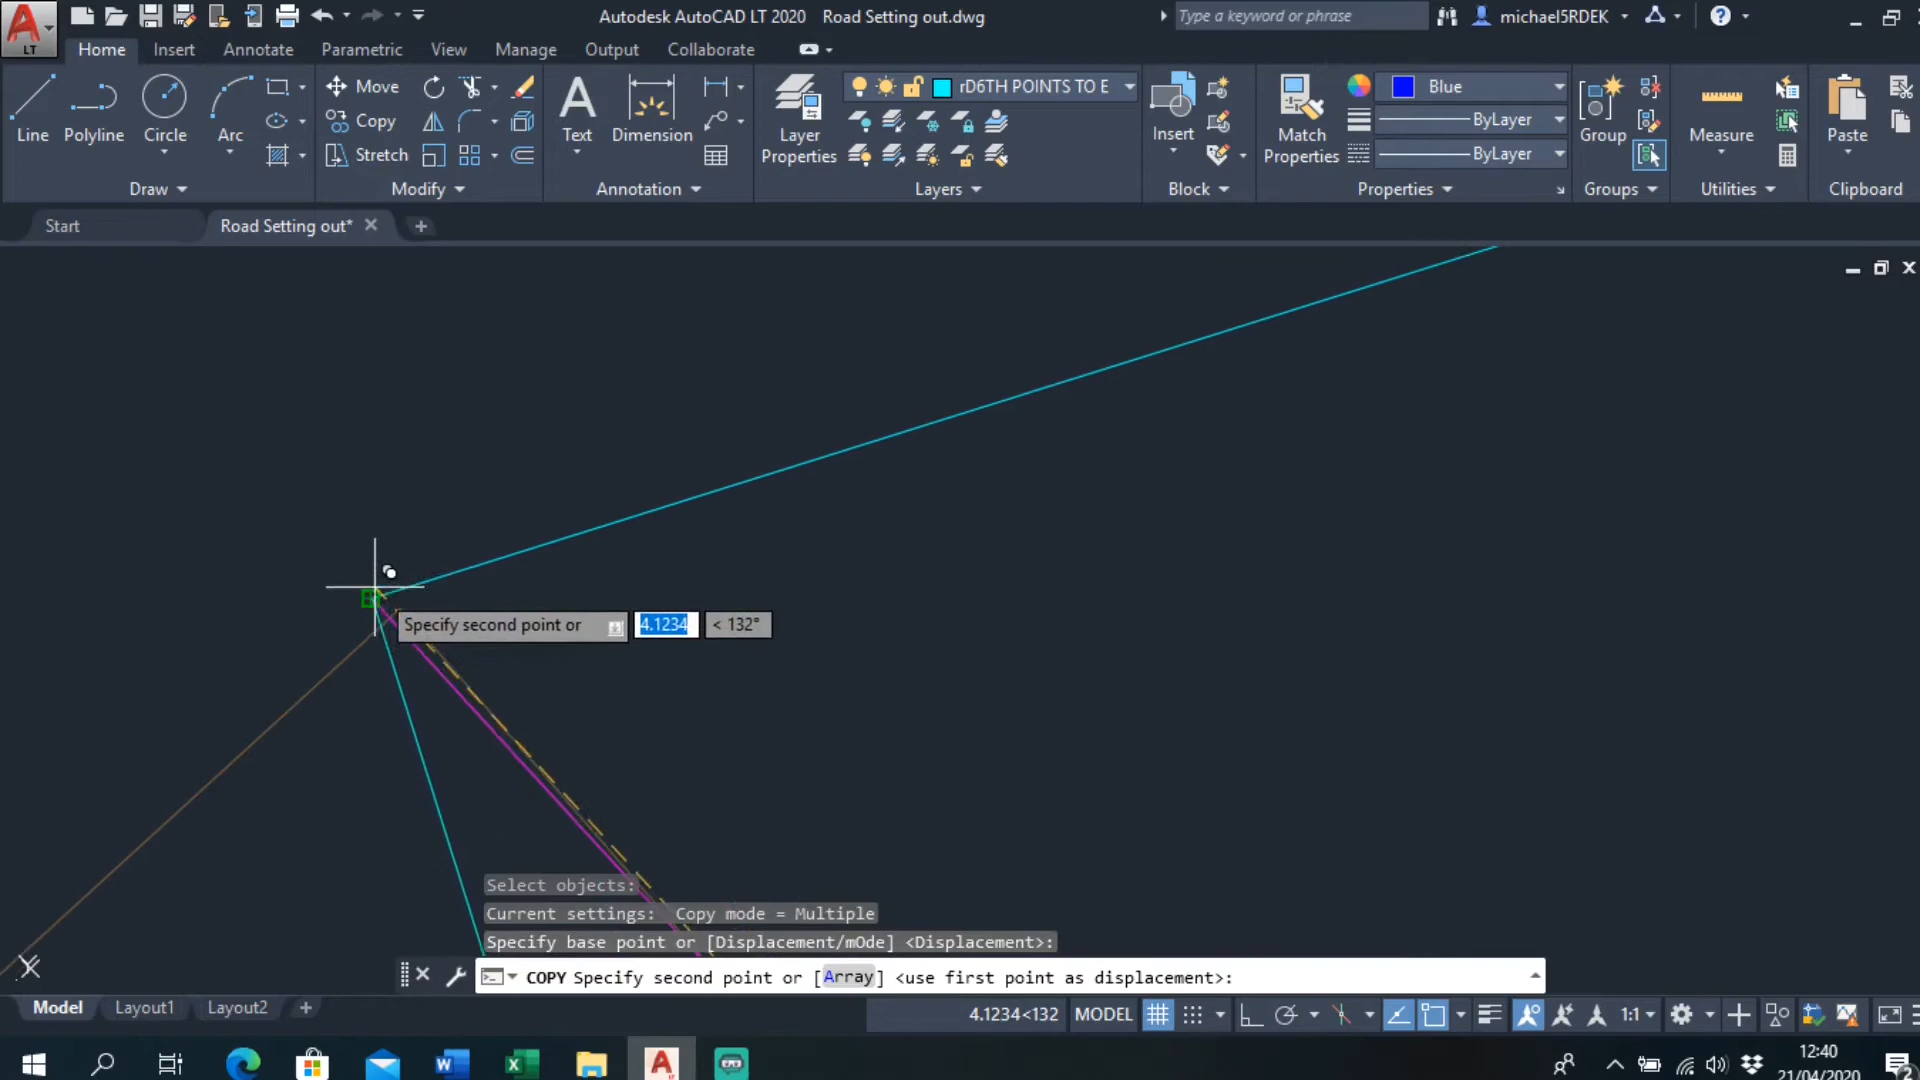 Autodesk AutoCAD LT 2020 Road Setting out.dwg
Type a keyword or phrase
michael5RDEK
LT
Home Insert Annotate Parametric View Manage Output Collaborate
Line Polyline Circle Arc
Move
Copy
Stretch
Text Dimension
Layer Properties
rD6TH POINTS TO E
Insert
Match Properties
Blue
ByLayer
ByLayer
Group
Measure
Paste
Draw Modify Annotation Layers Block Properties Groups Utilities Clipboard
Start Road Setting out*
Specify second point or 4.1234 < 132°
Select objects:
Current settings: Copy mode = Multiple
Specify base point or [Displacement/mOde] <Displacement>:
COPY Specify second point or [Array] <use first point as displacement>:
Model Layout1 Layout2
4.1234<132 MODEL 1:1
12:40
21/04/2020
2